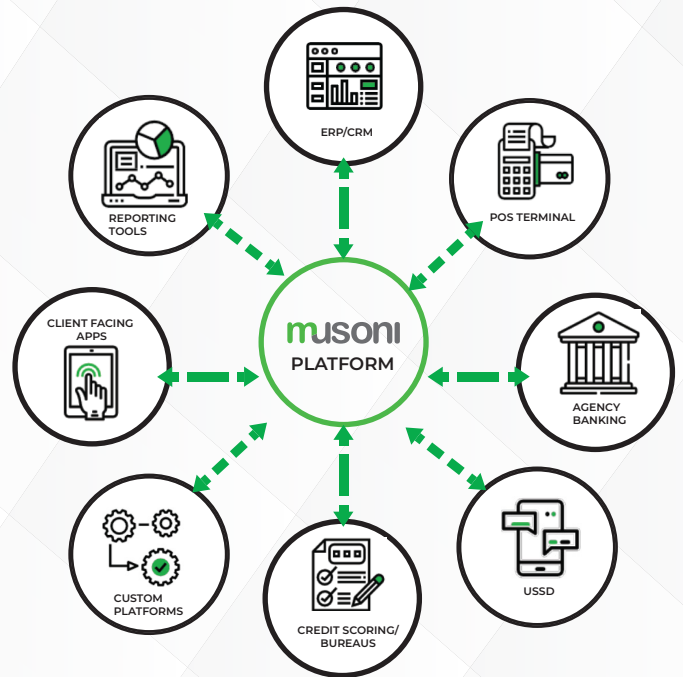 ERP/CRM
REPORTING
TOOLS
POS TERMINAL
CLIENT FACING
APPS
musoni
PLATFORM
AGENCY
BANKING
CUSTOM
PLATFORMS
CREDIT SCORING/
BUREAUS
USSD